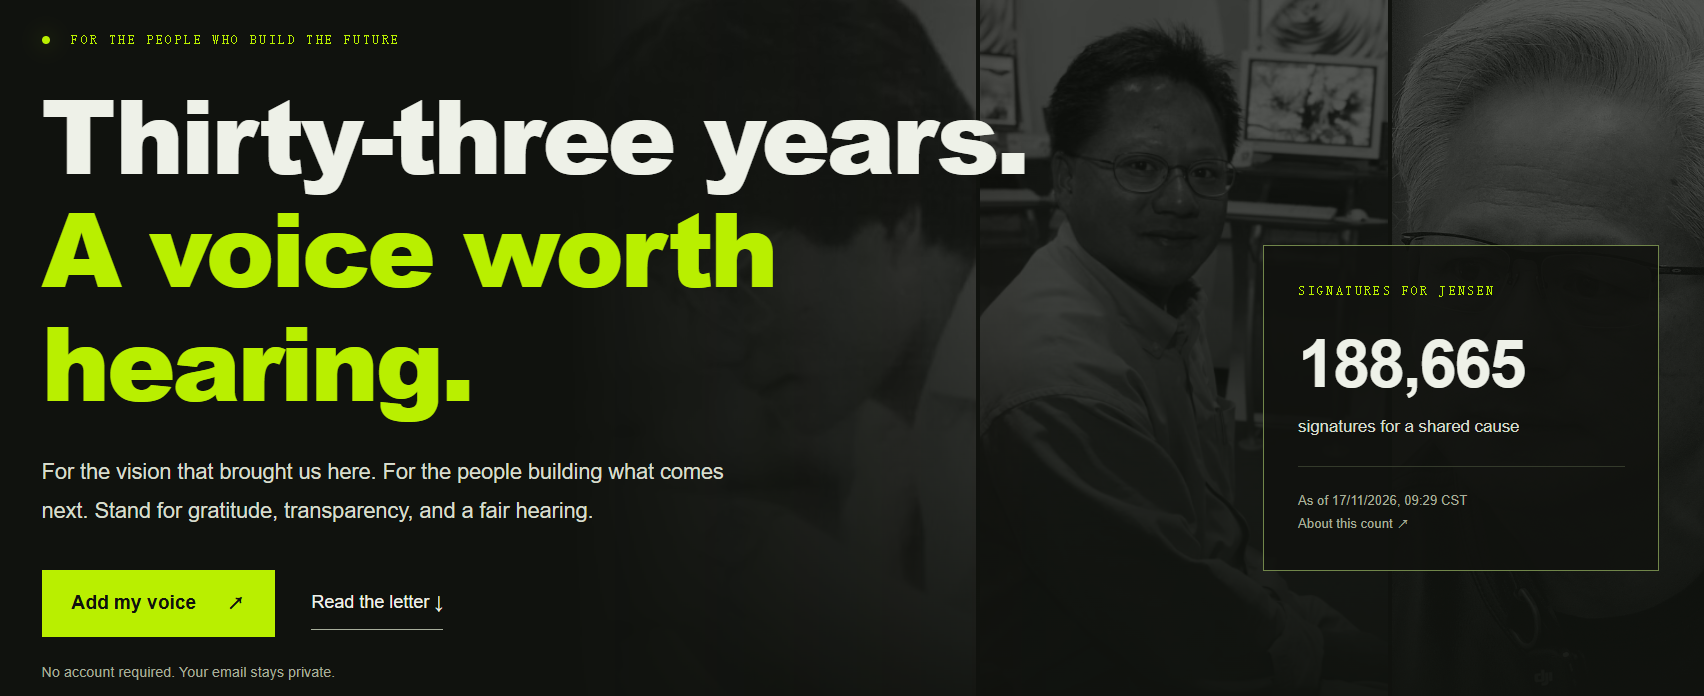 FOR THE PEOPLE WHO BUILD THE FUTURE
Thirty-three years.
A voice worth
hearing.
For the vision that brought us here. For the people building what comes
next. Stand for gratitude, transparency, and a fair hearing.
Add my voice ↗
Read the letter ↓
No account required. Your email stays private.
SIGNATURES FOR JENSEN
188,665
signatures for a shared cause
As of 17/11/2026, 09:29 CST
About this count ↗